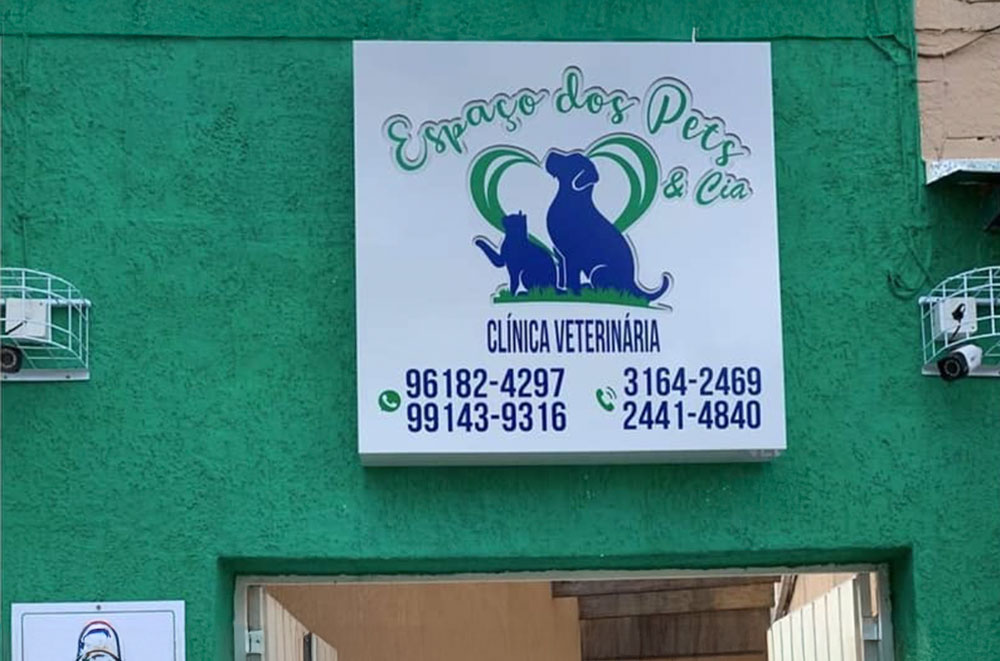 Espaço dos Pets
& Cia
CLÍNICA VETERINÁRIA
96182-4297 3164-2469
99143-9316 2441-4840